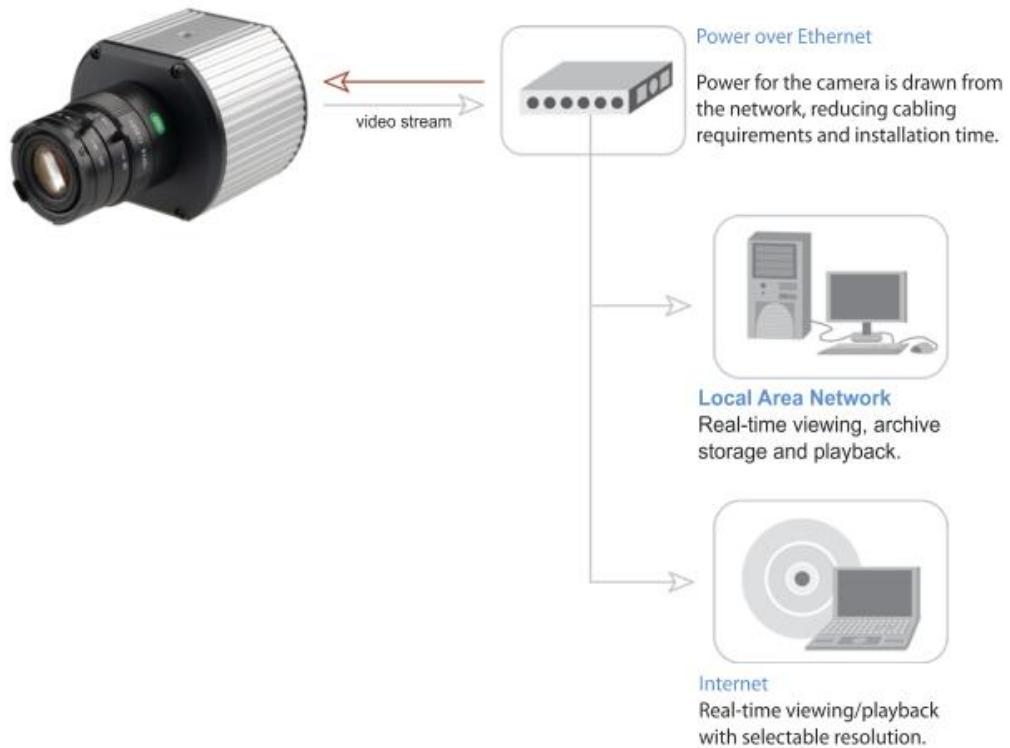 video stream
Power over Ethernet
Power for the camera is drawn from
the network, reducing cabling
requirements and installation time.
Local Area Network
Real-time viewing, archive
storage and playback.
Internet
Real-time viewing/playback
with selectable resolution.